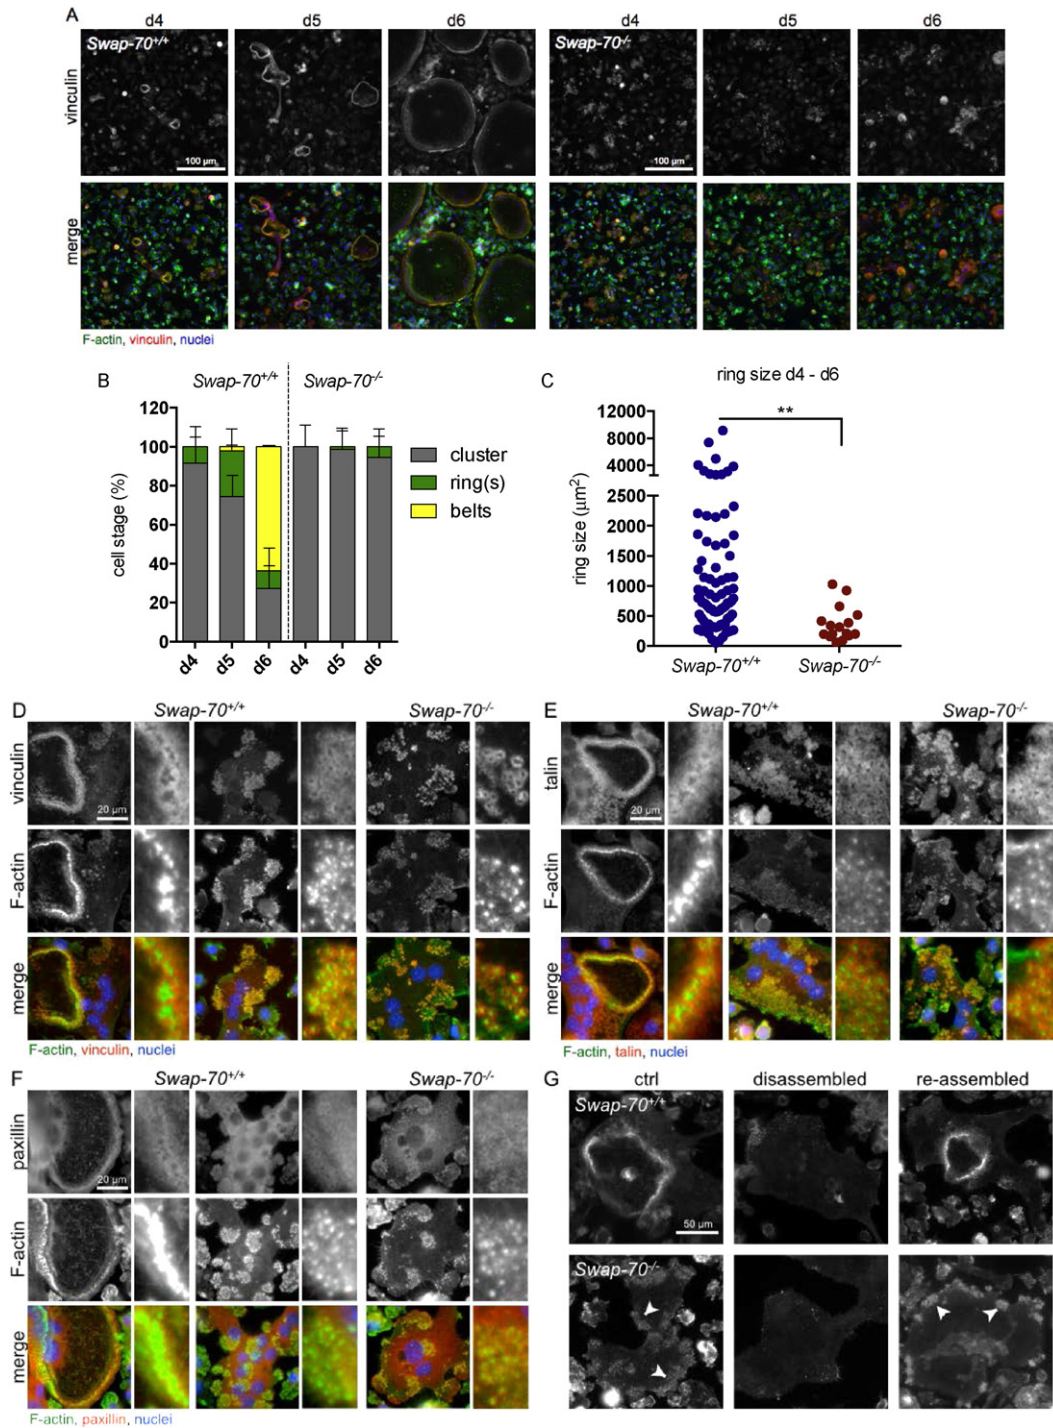 A
d4 d5 d6 d4 d5 d6
Swap-70+/+ Swap-70-/-
vinculin
100 µm 100 µm
merge
F-actin, vinculin, nuclei
B
Swap-70+/+ Swap-70-/-
cell stage (%)
120
100
80
60
40
20
0
d4 d5 d6 d4 d5 d6
cluster
ring(s)
belts
C
ring size d4 - d6
**
ring size (µm2)
12000
8000
4000
2500
2000
1500
1000
500
0
Swap-70+/+ Swap-70-/-
D
Swap-70+/+ Swap-70-/-
vinculin
20 µm
F-actin
merge
F-actin, vinculin, nuclei
E
Swap-70+/+ Swap-70-/-
talin
20 µm
F-actin
merge
F-actin, talin, nuclei
F
Swap-70+/+ Swap-70-/-
paxillin
20 µm
F-actin
merge
F-actin, paxillin, nuclei
G
ctrl disassembled re-assembled
Swap-70+/+
50 µm
Swap-70-/-